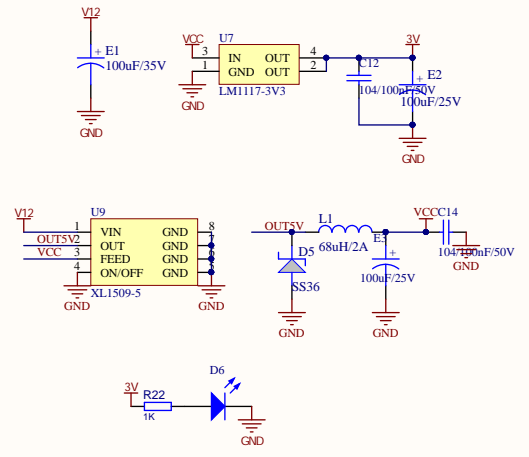 V12
E1
100uF/35V
GND
U7
VCC
3 IN OUT 4
1 GND OUT 2
LM1117-3V3
GND
3V
C12
104/100nF/50V
E2
100uF/25V
GND
U9
V12
1 VIN GND 8
OUT5V 2 OUT GND 7
VCC 3 FEED GND 6
4 ON/OFF GND 5
XL1509-5
GND
GND
OUT5V
L1
68uH/2A
D5
SS36
GND
E3
100uF/25V
GND
VCC
C14
104/100nF/50V
GND
3V
R22
1K
D6
GND